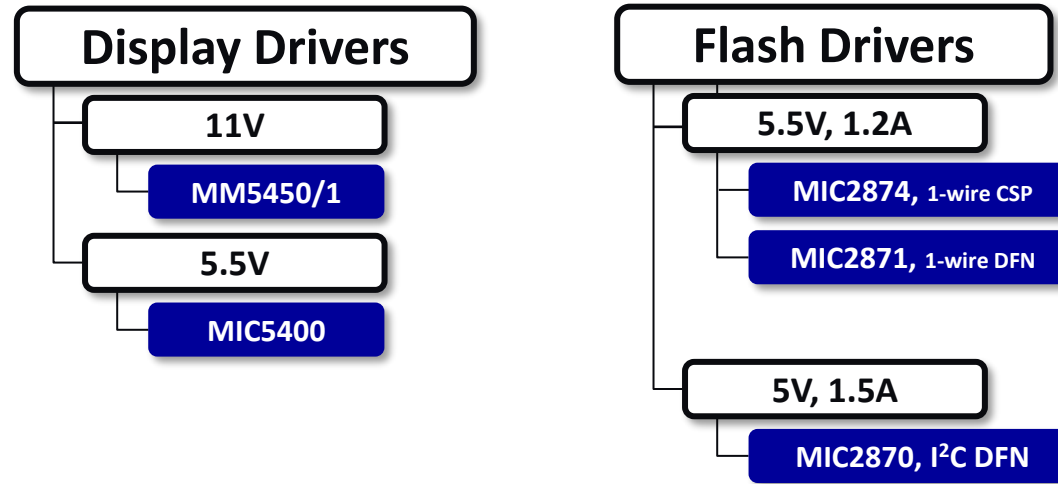 Display Drivers
11V
MM5450/1
5.5V
MIC5400
Flash Drivers
5.5V, 1.2A
MIC2874, 1-wire CSP
MIC2871, 1-wire DFN
5V, 1.5A
MIC2870, I²C DFN